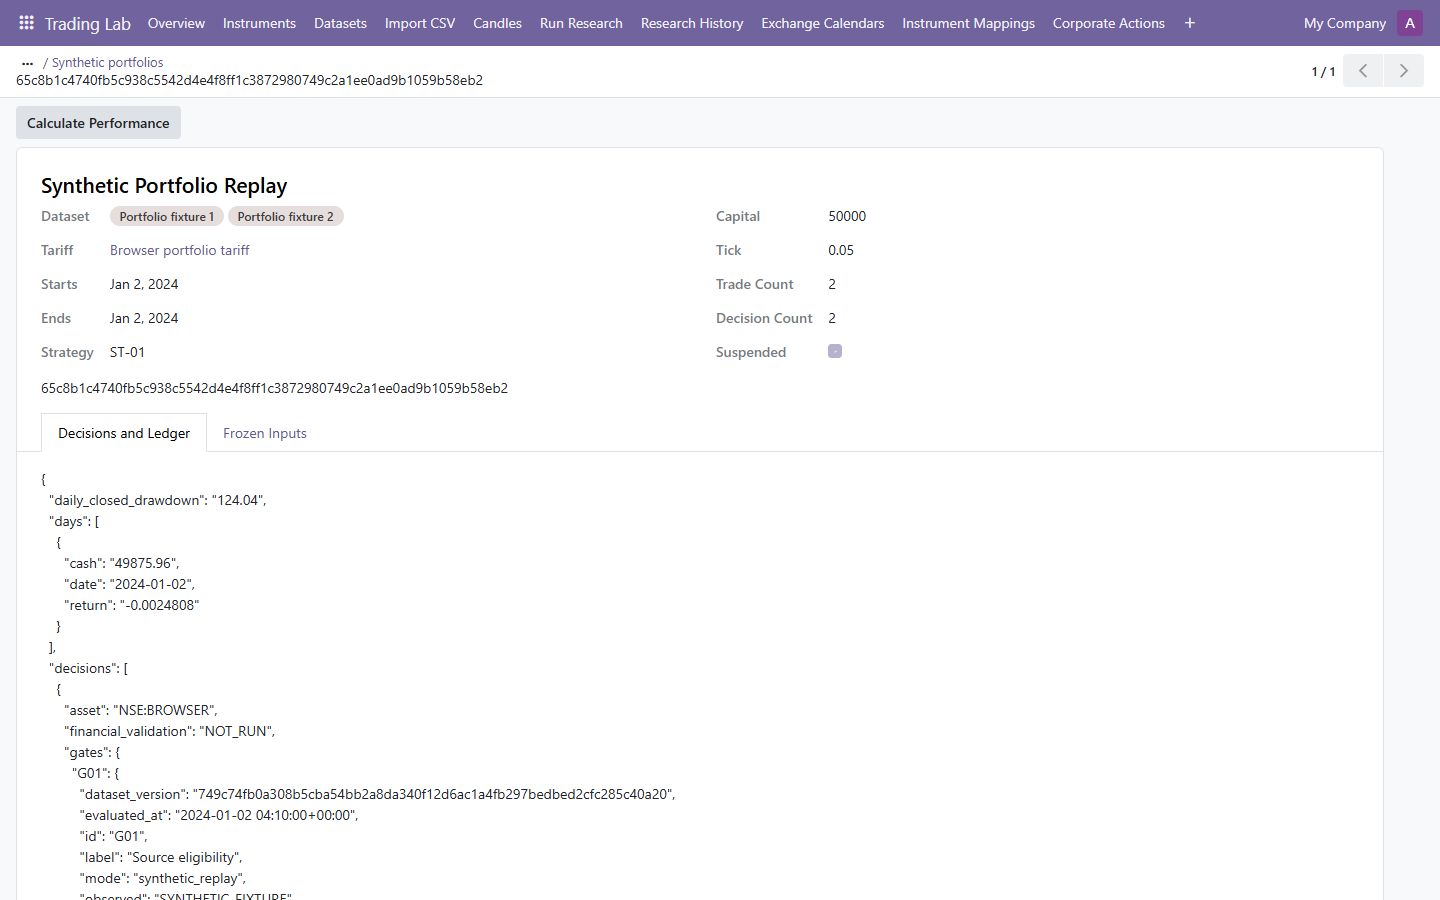 Trading Lab Overview Instruments Datasets Import CSV Candles Run Research Research History Exchange Calendars Instrument Mappings Corporate Actions + My Company A
... / Synthetic portfolios
65c8b1c4740fb5c938c5542d4e4f8ff1c3872980749c2a1ee0ad9b1059b58eb2
1 / 1
Calculate Performance
Synthetic Portfolio Replay
Dataset Portfolio fixture 1 Portfolio fixture 2
Tariff Browser portfolio tariff
Starts Jan 2, 2024
Ends Jan 2, 2024
Strategy ST-01
Capital 50000
Tick 0.05
Trade Count 2
Decision Count 2
Suspended
65c8b1c4740fb5c938c5542d4e4f8ff1c3872980749c2a1ee0ad9b1059b58eb2
Decisions and Ledger Frozen Inputs
{
"daily_closed_drawdown": "124.04",
"days": [
{
"cash": "49875.96",
"date": "2024-01-02",
"return": "-0.0024808"
}
],
"decisions": [
{
"asset": "NSE:BROWSER",
"financial_validation": "NOT_RUN",
"gates": {
"G01": {
"dataset_version": "749c74fb0a308b5cba54bb2a8da340f12d6ac1a4fb297bedbed2cfc285c40a20",
"evaluated_at": "2024-01-02 04:10:00+00:00",
"id": "G01",
"label": "Source eligibility",
"mode": "synthetic_replay",
"observed": "SYNTHETIC_FIXTURE"